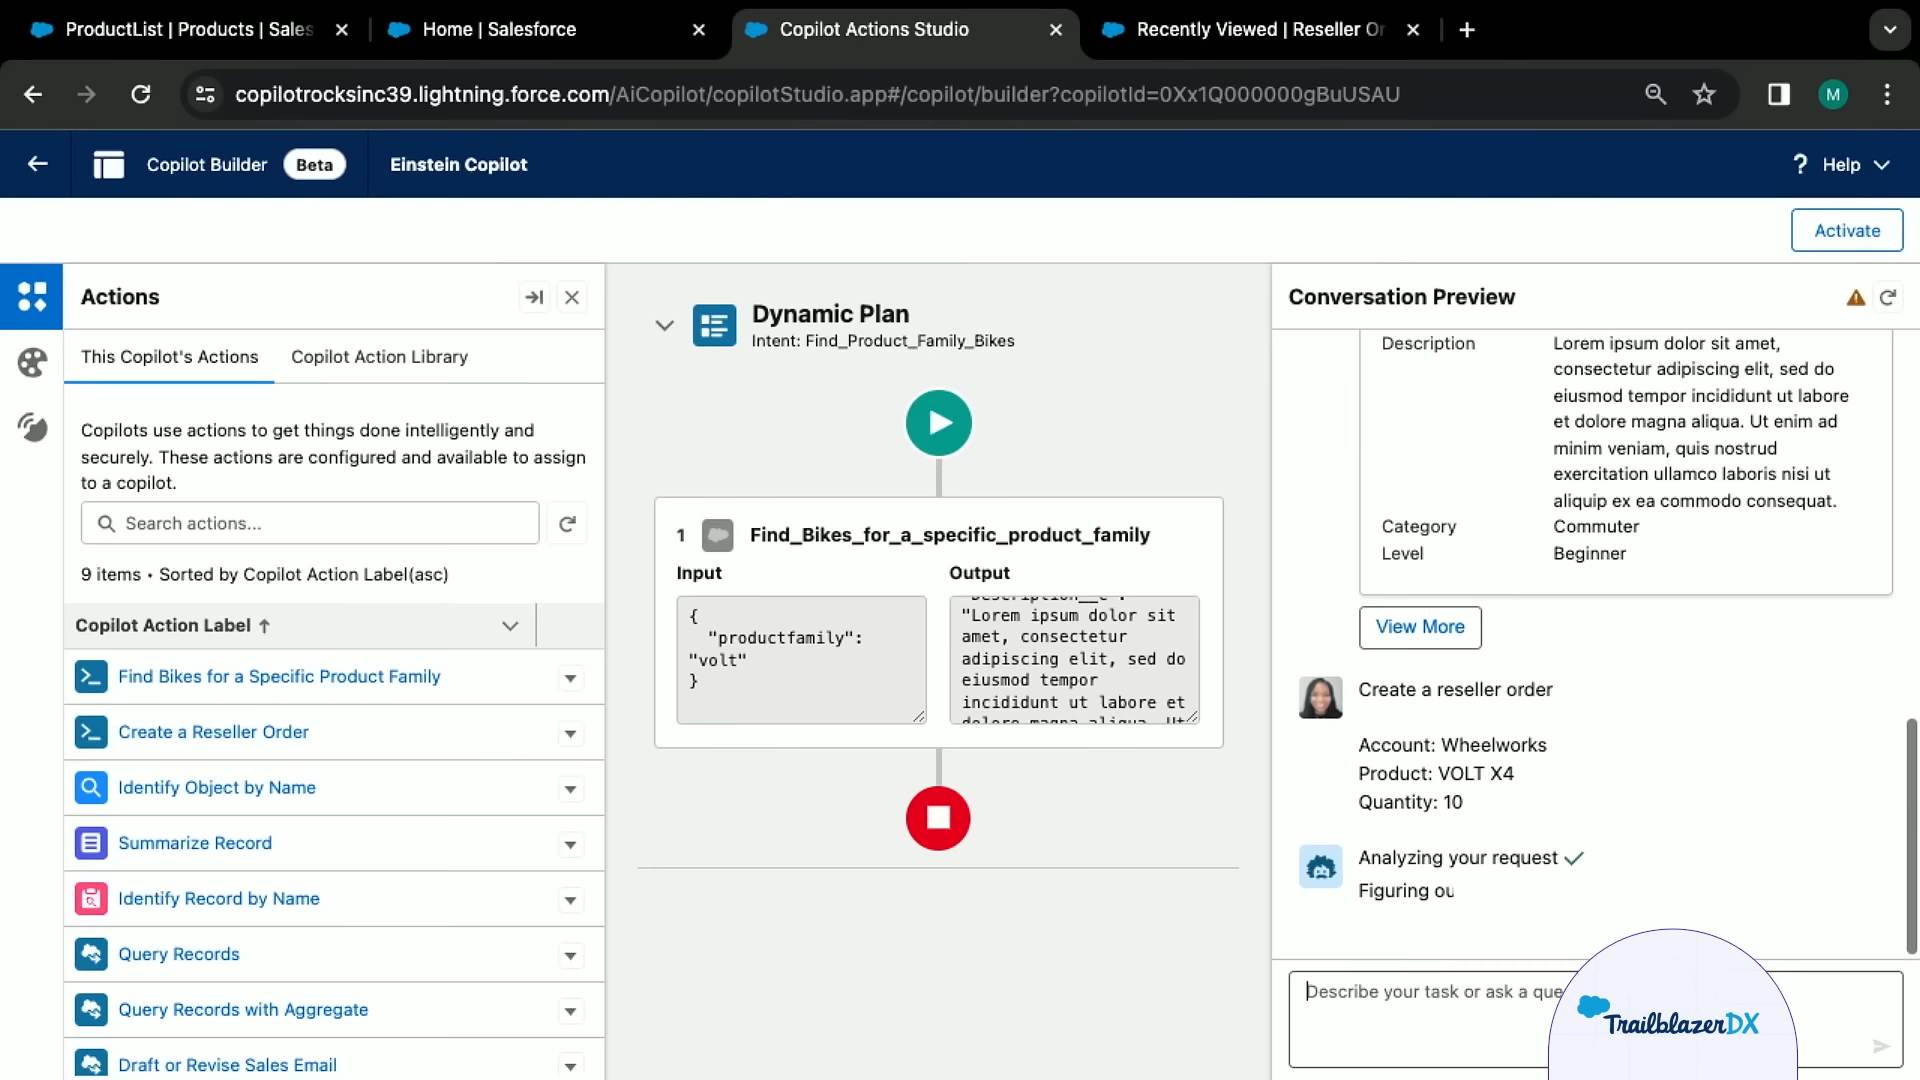 ProductList | Products | Sales
Home | Salesforce
Copilot Actions Studio
Recently Viewed | Reseller Or
copilotrocksinc39.lightning.force.com/AiCopilot/copilotStudio.app#/copilot/builder?copilotId=0Xx1Q000000gBuUSAU
M
Copilot Builder
Beta
Einstein Copilot
? Help
Activate
Actions
This Copilot's Actions
Copilot Action Library
Copilots use actions to get things done intelligently and
securely. These actions are configured and available to assign
to a copilot.
Search actions...
9 items • Sorted by Copilot Action Label(asc)
Copilot Action Label ↑
Find Bikes for a Specific Product Family
Create a Reseller Order
Identify Object by Name
Summarize Record
Identify Record by Name
Query Records
Query Records with Aggregate
Draft or Revise Sales Email
Dynamic Plan
Intent: Find_Product_Family_Bikes
1 Find_Bikes_for_a_specific_product_family
Input
{
"productfamily":
"volt"
}
Output
"Lorem ipsum dolor sit
amet, consectetur
adipiscing elit, sed do
eiusmod tempor
incididunt ut labore et
dolore magna aliqua. Ut
Conversation Preview
Description
Lorem ipsum dolor sit amet,
consectetur adipiscing elit, sed do
eiusmod tempor incididunt ut labore
et dolore magna aliqua. Ut enim ad
minim veniam, quis nostrud
exercitation ullamco laboris nisi ut
aliquip ex ea commodo consequat.
Category Commuter
Level Beginner
View More
Create a reseller order
Account: Wheelworks
Product: VOLT X4
Quantity: 10
Analyzing your request
Figuring ou
Describe your task or ask a que
TrailblazerDX